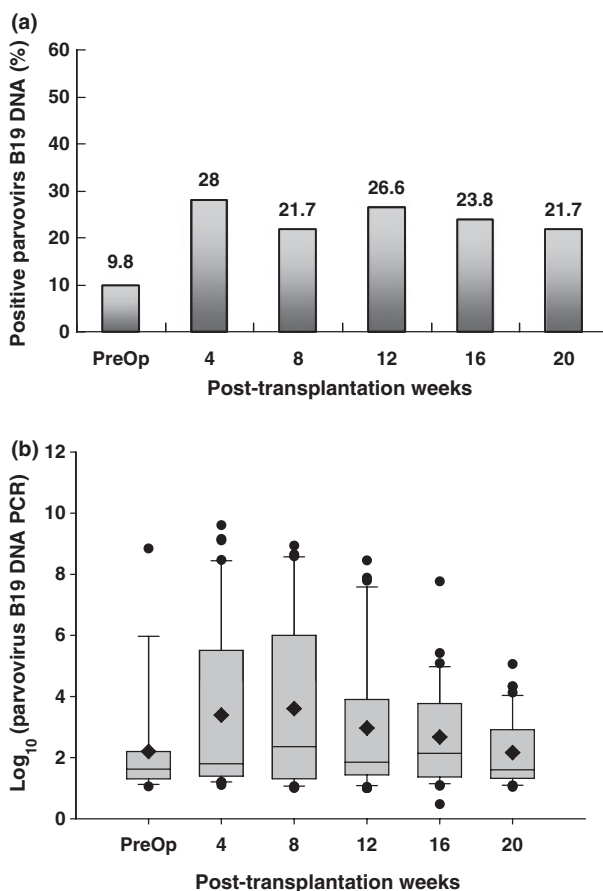 (a)
Positive parvovirs B19 DNA (%)
60
50
40
30
20
10
0
9.8
28
21.7
26.6
23.8
21.7
PreOp 4 8 12 16 20
Post-transplantation weeks
(b)
Log10 (parvovirus B19 DNA PCR)
12
10
8
6
4
2
0
PreOp 4 8 12 16 20
Post-transplantation weeks